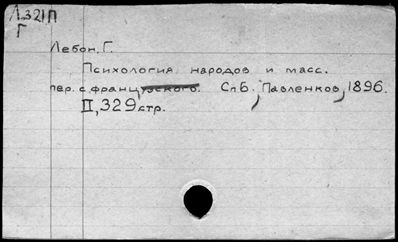 Л321П
Г
Лебон, Г.
Психология народов и масс.
пер. с французского. СПб, Павленков, 1896.
II, 329 стр.